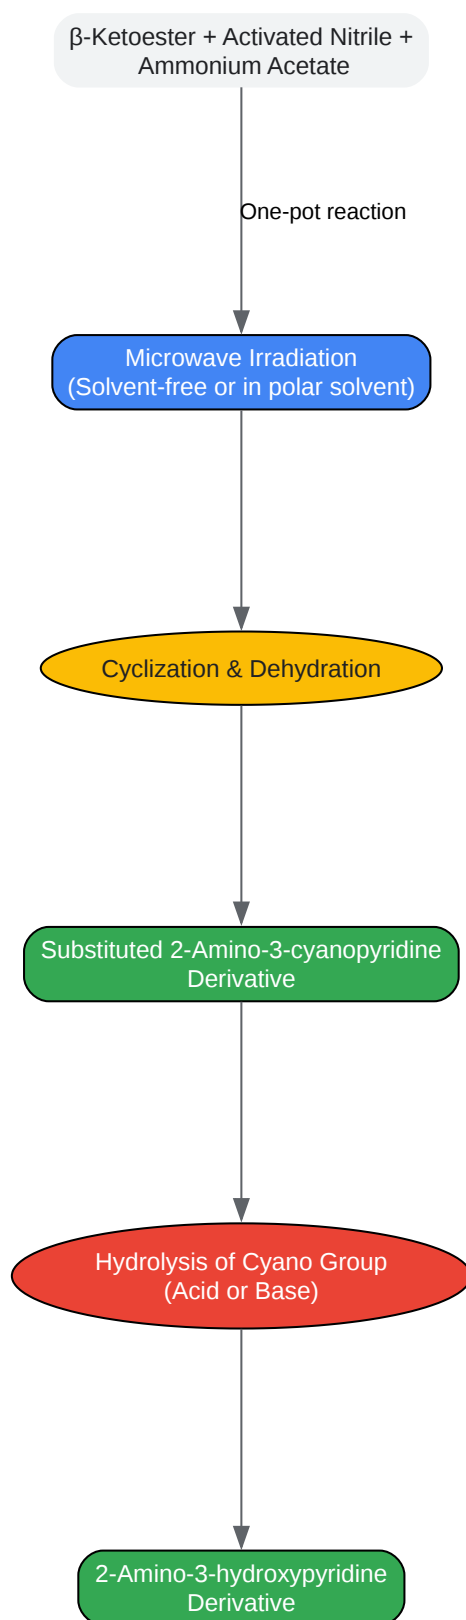 β-Ketoester + Activated Nitrile +
Ammonium Acetate
One-pot reaction
Microwave Irradiation
(Solvent-free or in polar solvent)
Cyclization & Dehydration
Substituted 2-Amino-3-cyanopyridine
Derivative
Hydrolysis of Cyano Group
(Acid or Base)
2-Amino-3-hydroxypyridine
Derivative